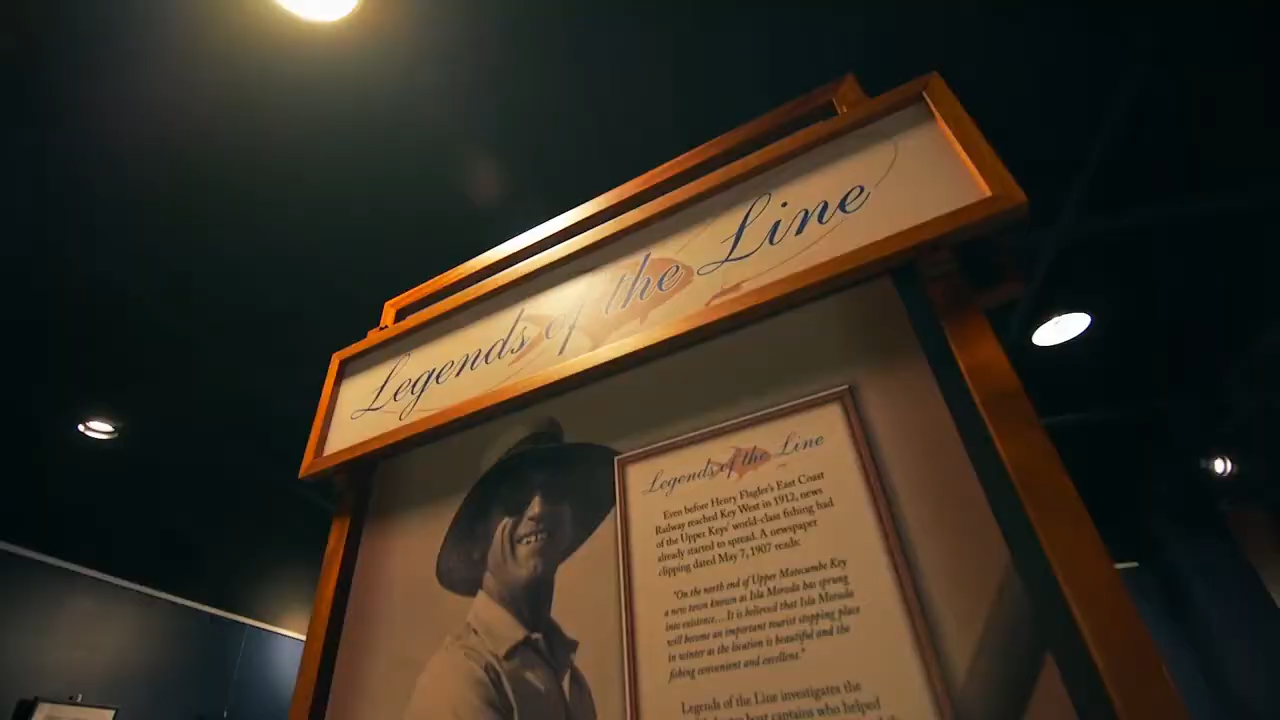 Legends of the Line
Legends of the Line
Even before Henry Flagler's East Coast
Railway reached Key West in 1912, news
of the Upper Keys' world-class fishing had
already started to spread. A newspaper
clipping dated May 7, 1907 reads:
"On the north end of Upper Matecumbe Key
a new town known as Isla Morada has sprung
into existence... It is believed that Isla Morada
will become an important tourist stopping place
in winter as the location is beautiful and the
fishing convenient and excellent."
Legends of the Line investigates the
boat captains who helped